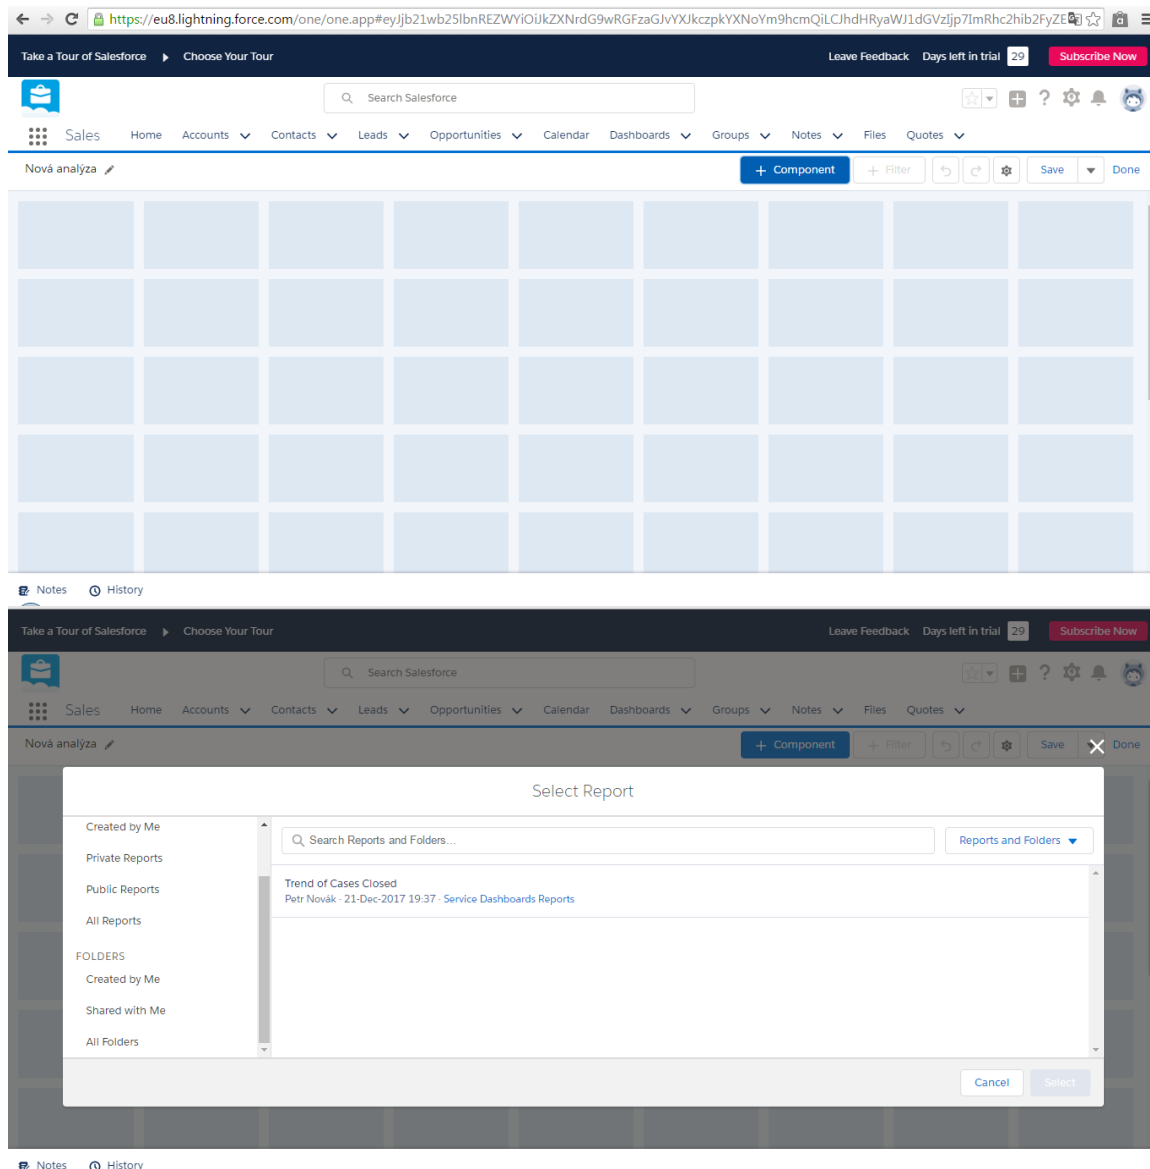 https://eu8.lightning.force.com/one/one.app#eyJjb21wb25lbnREZWYiOiJkZXNrdG9wRGFzaGJvYXJkczpkYXNoYm9hcmQiLCJhdHRyaWJ1dGVzIjp7ImRhc2hib2FyZE
Take a Tour of Salesforce Choose Your Tour Leave Feedback Days left in trial 29 Subscribe Now
Search Salesforce
Sales Home Accounts Contacts Leads Opportunities Calendar Dashboards Groups Notes Files Quotes
Nová analýza + Component + Filter Save Done
Notes History
Take a Tour of Salesforce Choose Your Tour Leave Feedback Days left in trial 29 Subscribe Now
Search Salesforce
Sales Home Accounts Contacts Leads Opportunities Calendar Dashboards Groups Notes Files Quotes
Nová analýza + Component + Filter Save Done
Select Report
Created by Me
Private Reports
Public Reports
All Reports
FOLDERS
Created by Me
Shared with Me
All Folders
Search Reports and Folders... Reports and Folders
Trend of Cases Closed
Petr Novák · 21-Dec-2017 19:37 · Service Dashboards Reports
Cancel Select
Notes History